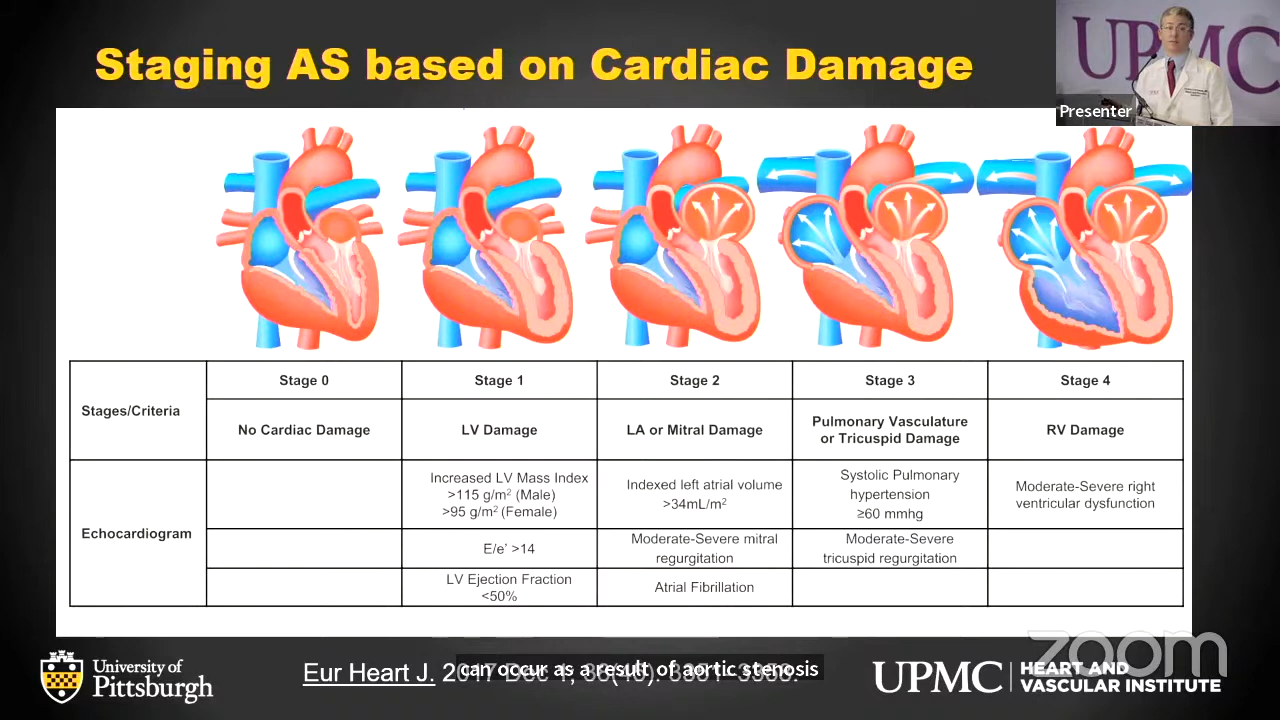 Staging AS based on Cardiac Damage
UPMC
Presenter
Stages/Criteria
Stage 0
Stage 1
Stage 2
Stage 3
Stage 4
No Cardiac Damage
LV Damage
LA or Mitral Damage
Pulmonary Vasculature
or Tricuspid Damage
RV Damage
Echocardiogram
Increased LV Mass Index
>115 g/m² (Male)
>95 g/m² (Female)
Indexed left atrial volume
>34mL/m²
Systolic Pulmonary
hypertension
≥60 mmhg
Moderate-Severe right
ventricular dysfunction
E/e’ >14
Moderate-Severe mitral
regurgitation
Moderate-Severe
tricuspid regurgitation
LV Ejection Fraction
<50%
Atrial Fibrillation
University of
Pittsburgh
Eur Heart J. 2017 Dec 1;
can occur as a result of aortic stenosis
zoom
UPMC
HEART AND
VASCULAR INSTITUTE